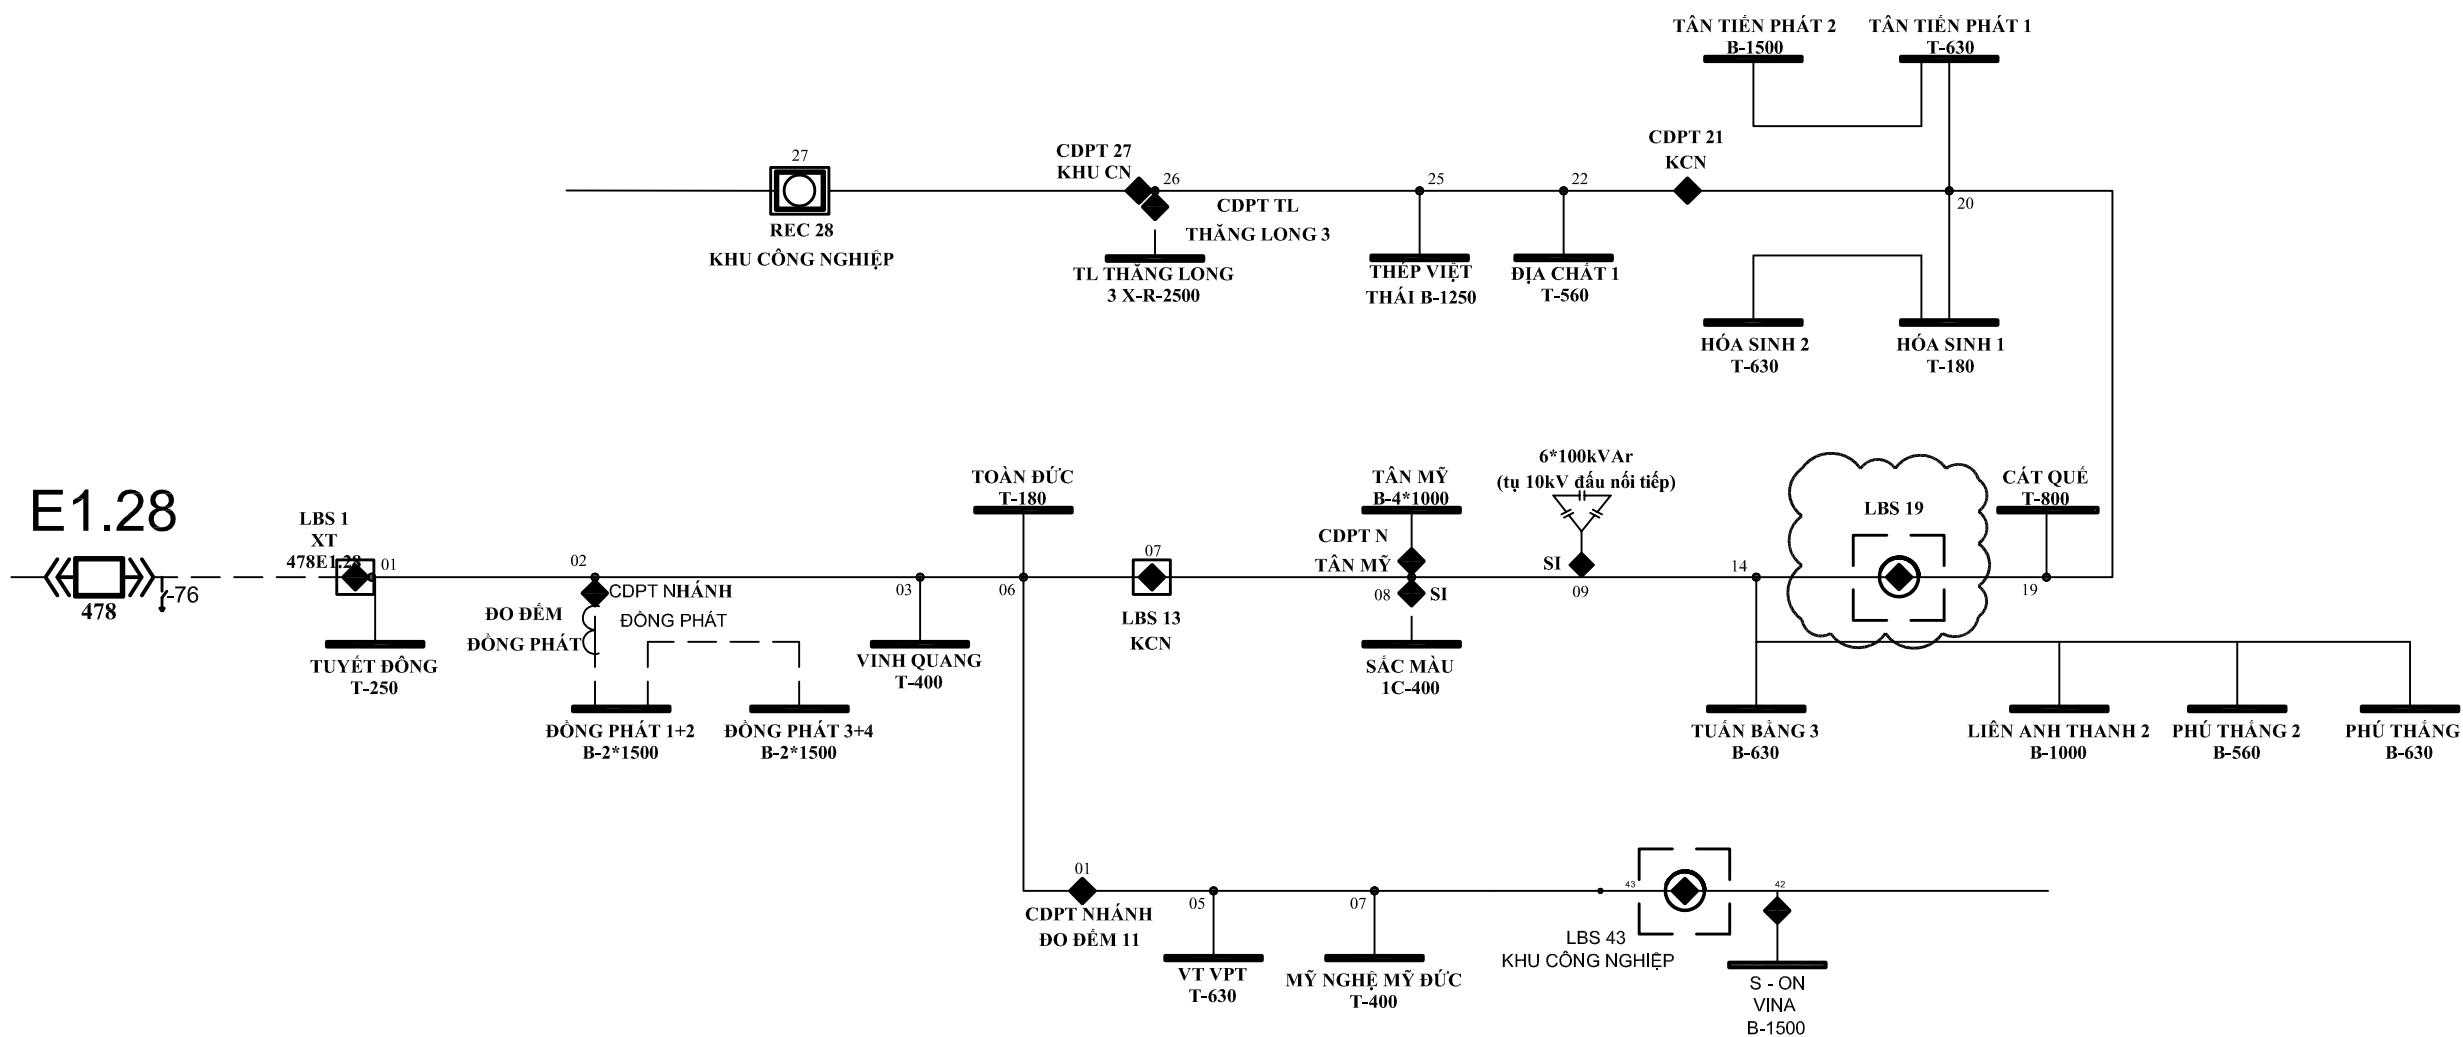 TÂN TIẾN PHÁT 2
B-1500
TÂN TIẾN PHÁT 1
T-630
CDPT 21
KCN
27
CDPT 27
KHU CN
26
25
22
20
CDPT TL
THĂNG LONG 3
REC 28
KHU CÔNG NGHIỆP
TL THĂNG LONG
3 X-R-2500
THÉP VIỆT
THÁI B-1250
ĐỊA CHẤT 1
T-560
HÓA SINH 2
T-630
HÓA SINH 1
T-180
E1.28
478
-76
LBS 1
XT
478E1.28
01
TUYẾT ĐÔNG
T-250
02
CDPT NHÁNH
ĐỒNG PHÁT
ĐO ĐẾM
ĐỒNG PHÁT
ĐỒNG PHÁT 1+2
B-2*1500
ĐỒNG PHÁT 3+4
B-2*1500
03
VINH QUANG
T-400
TOÀN ĐỨC
T-180
06
07
LBS 13
KCN
TÂN MỸ
B-4*1000
CDPT N
TÂN MỸ
08
SI
SẮC MÀU
1C-400
6*100kVAr
(tụ 10kV đấu nối tiếp)
SI
09
14
LBS 19
CÁT QUẾ
T-800
19
TUẤN BẰNG 3
B-630
LIÊN ANH THANH 2
B-1000
PHÚ THẮNG 2
B-560
PHÚ THẮNG
B-630
01
CDPT NHÁNH
ĐO ĐẾM 11
05
VT VPT
T-630
07
MỸ NGHỆ MỸ ĐỨC
T-400
43
LBS 43
KHU CÔNG NGHIỆP
42
S - ON
VINA
B-1500